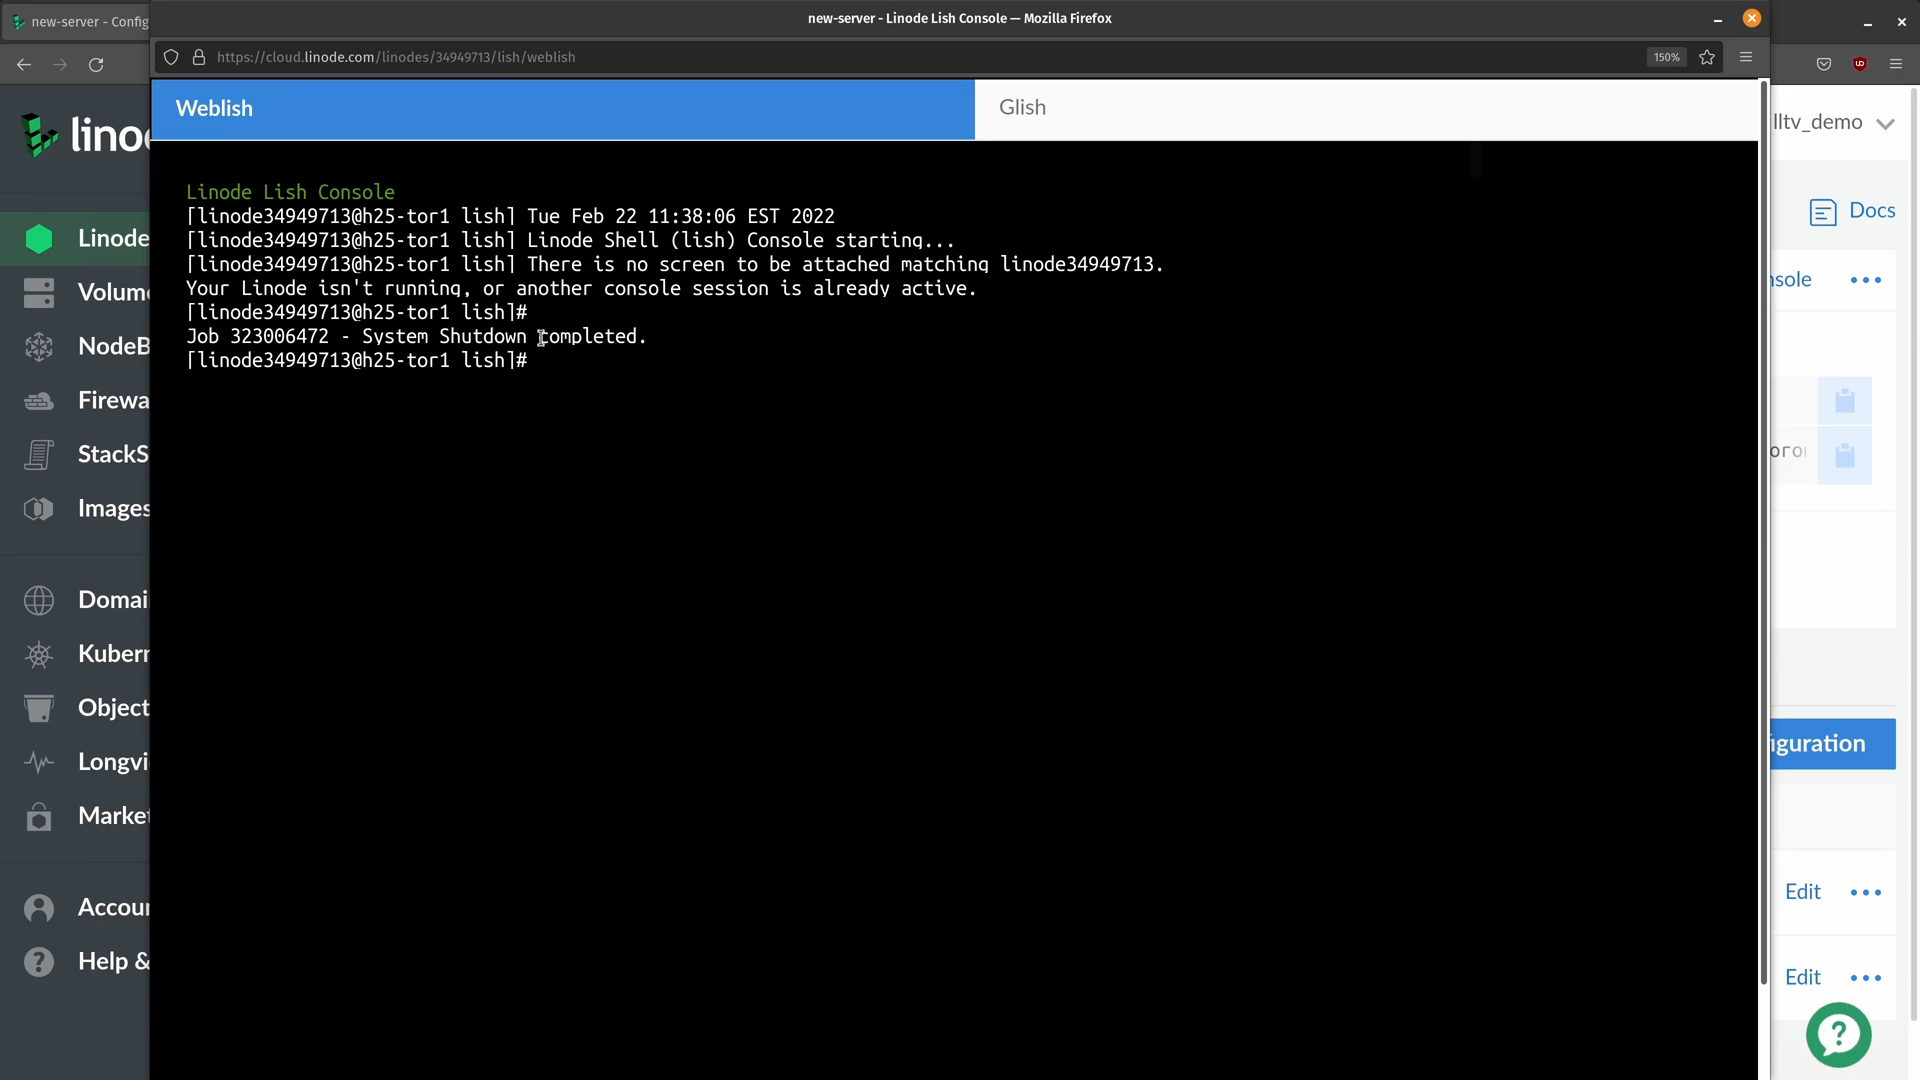 new-server - Config
new-server - Linode Lish Console — Mozilla Firefox
https://cloud.linode.com/linodes/34949713/lish/weblish
150%
Weblish
Glish
lltv_demo
Linode Lish Console
[linode34949713@h25-tor1 lish] Tue Feb 22 11:38:06 EST 2022
[linode34949713@h25-tor1 lish] Linode Shell (lish) Console starting...
[linode34949713@h25-tor1 lish] There is no screen to be attached matching linode34949713.
Your Linode isn't running, or another console session is already active.
[linode34949713@h25-tor1 lish]#
Job 323006472 - System Shutdown completed.
[linode34949713@h25-tor1 lish]#
linod
Linode
Volume
NodeB
Firewa
StackS
Images
Domai
Kubern
Object
Longvi
Market
Accoun
Help &
Docs
nsole
iguration
Edit
Edit